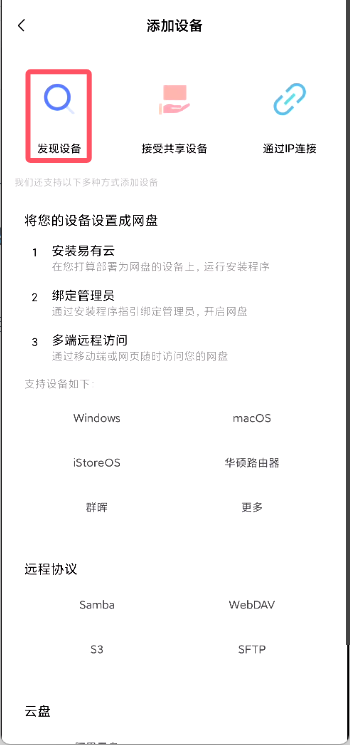 添加设备
发现设备 接受共享设备 通过IP连接
我们还支持以下多种方式添加设备
将您的设备设置成网盘
1 安装易有云
在您打算部署为网盘的设备上，运行安装程序
2 绑定管理员
通过安装程序指引绑定管理员，开启网盘
3 多端远程访问
通过移动端或网页随时访问您的网盘
支持设备如下:
Windows macOS
iStoreOS 华硕路由器
群晖 更多
远程协议
Samba WebDAV
S3 SFTP
云盘